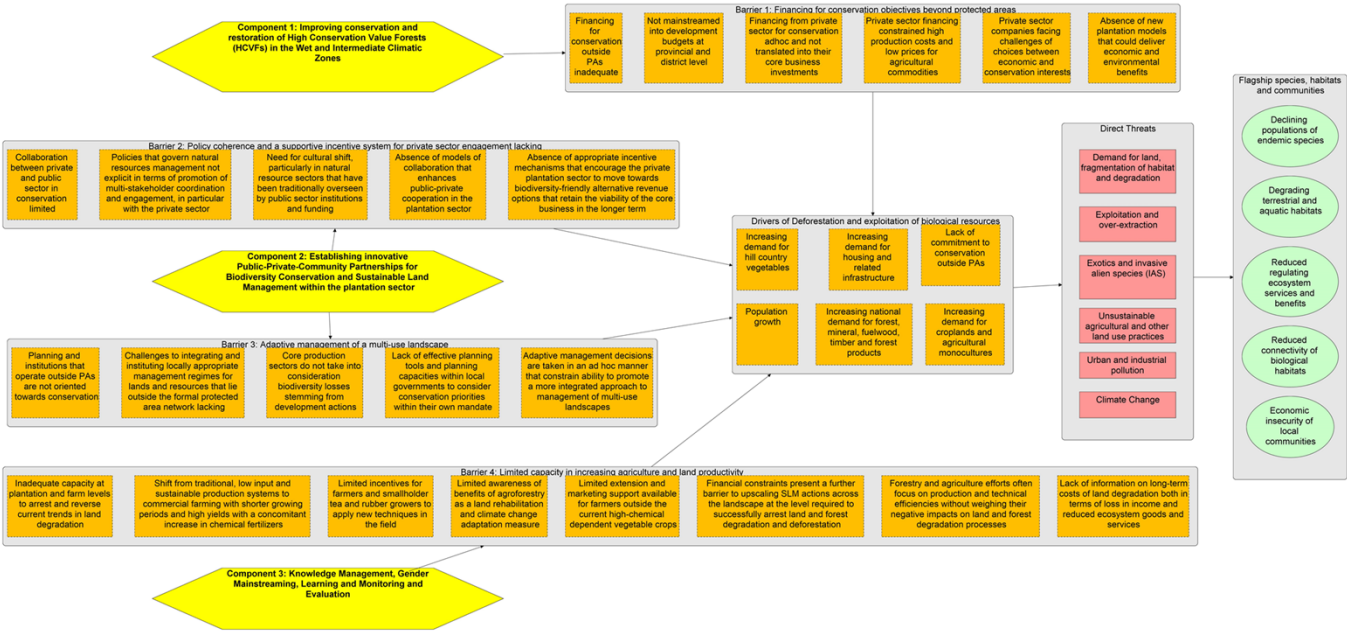 Component 1: Improving conservation and
restoration of High Conservation Value Forests
(HCVFs) in the Wet and Intermediate Climatic
Zones
Barrier 1: Financing for conservation objectives beyond protected areas
Financing
for
conservation
outside
PAs
inadequate
Not mainstreamed
into development
budgets at
provincial and
district level
Financing from private
sector for conservation
adhoc and not
translated into their
core business
investments
Private sector financing
constrained high
production costs and
low prices for
agricultural
commodities
Private sector
companies facing
challenges of
choices between
economic and
conservation interests
Absence of new
plantation models
that could deliver
economic and
environmental
benefits
Barrier 2: Policy coherence and a supportive incentive system for private sector engagement lacking
Collaboration
between private
and public
sector in
conservation
limited
Policies that govern natural
resources management not
explicit in terms of promotion of
multi-stakeholder coordination
and engagement, in particular
with the private sector
Need for cultural shift,
particularly in natural
resource sectors that have
been traditionally overseen
by public sector institutions
and funding
Absence of models of
collaboration that
enhances
public-private
cooperation in the
plantation sector
Absence of appropriate incentive
mechanisms that encourage the private
plantation sector to move towards
biodiversity-friendly alternative revenue
options that retain the viability of the core
business in the longer term
Component 2: Establishing innovative
Public-Private-Community Partnerships for
Biodiversity Conservation and Sustainable Land
Management within the plantation sector
Barrier 3: Adaptive management of a multi-use landscape
Planning and
institutions that
operate outside PAs
are not oriented
towards conservation
Challenges to integrating and
instituting locally appropriate
management regimes for
lands and resources that lie
outside the formal protected
area network lacking
Core production
sectors do not take into
consideration
biodiversity losses
stemming from
development actions
Lack of effective planning
tools and planning
capacities within local
governments to consider
conservation priorities
within their own mandate
Adaptive management decisions
are taken in an ad hoc manner
that constrain ability to promote
a more integrated approach to
management of multi-use
landscapes
Barrier 4: Limited capacity in increasing agriculture and land productivity
Inadequate capacity at
plantation and farm levels
to arrest and reverse
current trends in land
degradation
Shift from traditional, low input and
sustainable production systems to
commercial farming with shorter growing
periods and high yields with a concomitant
increase in chemical fertilizers
Limited incentives for
farmers and smallholder
tea and rubber growers to
apply new techniques in
the field
Limited awareness of
benefits of agroforestry
as a land rehabilitation
and climate change
adaptation measure
Limited extension and
marketing support available
for farmers outside the
current high-chemical
dependent vegetable crops
Financial constraints present a further
barrier to upscaling SLM actions across
the landscape at the level required to
successfully arrest land and forest
degradation and deforestation
Forestry and agriculture efforts often
focus on production and technical
efficiencies without weighing their
negative impacts on land and forest
degradation processes
Lack of information on long-term
costs of land degradation both in
terms of loss in income and
reduced ecosystem goods and
services
Component 3: Knowledge Management, Gender
Mainstreaming, Learning and Monitoring and
Evaluation
Drivers of Deforestation and exploitation of biological resources
Increasing
demand for
hill country
vegetables
Increasing
demand for
housing and
related
infrastructure
Lack of
commitment to
conservation
outside PAs
Population
growth
Increasing national
demand for forest,
mineral, fuelwood,
timber and forest
products
Increasing
demand for
croplands and
agricultural
monocultures
Direct Threats
Demand for land,
fragmentation of habitat
and degradation
Exploitation and
over-extraction
Exotics and invasive
alien species (IAS)
Unsustainable
agricultural and other
land use practices
Urban and industrial
pollution
Climate Change
Flagship species, habitats
and communities
Declining
populations of
endemic species
Degrading
terrestrial and
aquatic habitats
Reduced
regulating
ecosystem
services and
benefits
Reduced
connectivity of
biological
habitats
Economic
insecurity of
local
communities